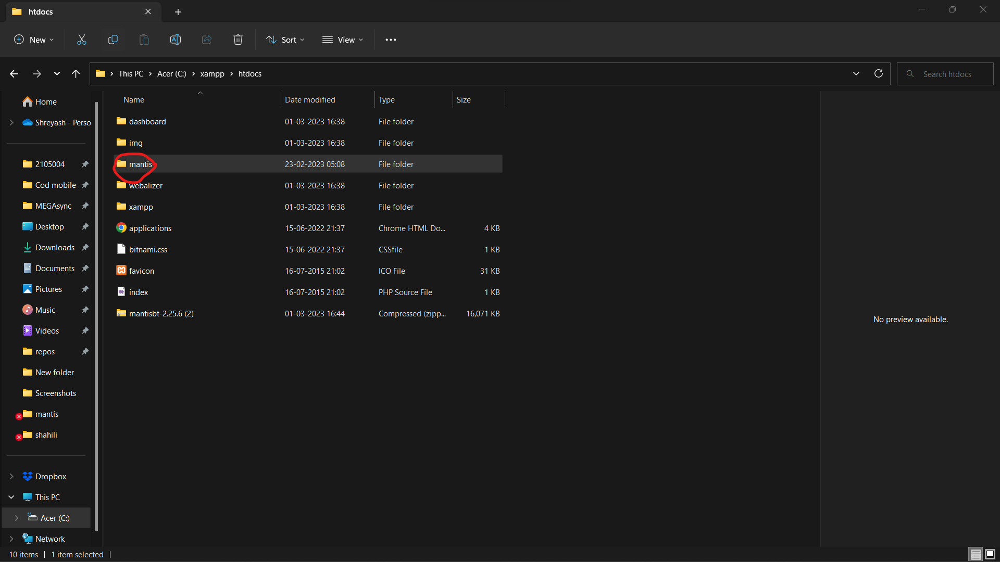 htdocs
New
Sort
View
This PC > Acer (C:) > xampp > htdocs
Search htdocs
Home
Shreyash - Perso
2105004
Cod mobile
MEGAsync
Desktop
Downloads
Documents
Pictures
Music
Videos
repos
New folder
Screenshots
mantis
shahili
Dropbox
This PC
Acer (C:)
Network
Name Date modified Type Size
dashboard 01-03-2023 16:38 File folder
img 01-03-2023 16:38 File folder
mantis 23-02-2023 05:08 File folder
webalizer 01-03-2023 16:38 File folder
xampp 01-03-2023 16:38 File folder
applications 15-06-2022 21:37 Chrome HTML Do... 4 KB
bitnami.css 15-06-2022 21:37 CSSfile 1 KB
favicon 16-07-2015 21:02 ICO File 31 KB
index 16-07-2015 21:02 PHP Source File 1 KB
mantisbt-2.25.6 (2) 01-03-2023 16:44 Compressed (zipp... 16,071 KB
No preview available.
10 items | 1 item selected |